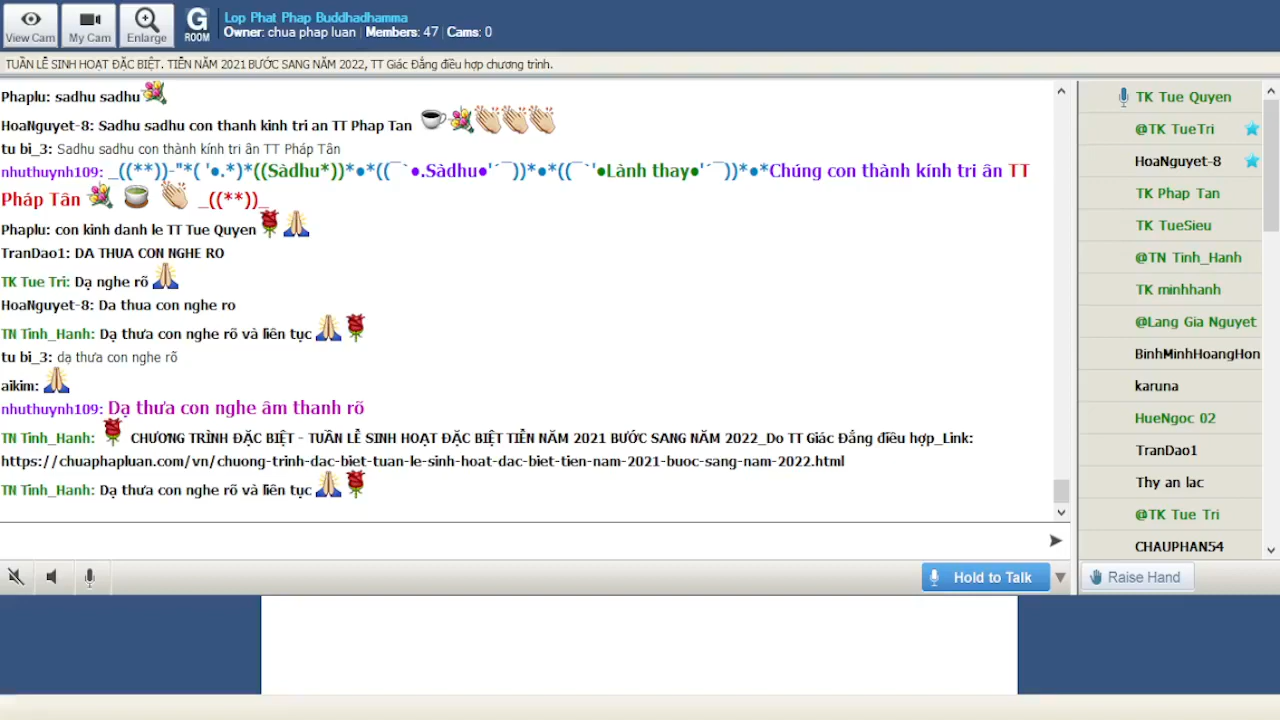 View Cam
My Cam
Enlarge
G
ROOM
Lop Phat Phap Buddhadhamma
Owner: chua phap luan | Members: 47 | Cams: 0
TUẦN LỄ SINH HOẠT ĐẶC BIỆT. TIỄN NĂM 2021 BƯỚC SANG NĂM 2022, TT Giác Đẳng điều hợp chương trình.
Phaplu: sadhu sadhu
HoaNguyet-8: Sadhu sadhu con thanh kinh tri an TT Phap Tan
tu bi_3: Sadhu sadhu con thành kính tri ân TT Pháp Tân
nhuthuynh109: _((**))-"*( '●.*)*((Sàdhu*))*●*((¯`●.Sàdhu●'´¯))*●*((¯`'●Lành thay●'´¯))*●*Chúng con thành kính tri ân TT
Pháp Tân _((**))_
Phaplu: con kinh danh le TT Tue Quyen
TranDao1: DA THUA CON NGHE RO
TK Tue Tri: Dạ nghe rõ
HoaNguyet-8: Da thua con nghe ro
TN Tinh_Hanh: Dạ thưa con nghe rõ và liên tục
tu bi_3: dạ thưa con nghe rõ
aikim:
nhuthuynh109: Dạ thưa con nghe âm thanh rõ
TN Tinh_Hanh: CHƯƠNG TRÌNH ĐẶC BIỆT - TUẦN LỄ SINH HOẠT ĐẶC BIỆT TIỄN NĂM 2021 BƯỚC SANG NĂM 2022_Do TT Giác Đẳng điều hợp_Link:
https://chuaphapluan.com/vn/chuong-trinh-dac-biet-tuan-le-sinh-hoat-dac-biet-tien-nam-2021-buoc-sang-nam-2022.html
TN Tinh_Hanh: Dạ thưa con nghe rõ và liên tục
TK Tue Quyen
@TK TueTri
HoaNguyet-8
TK Phap Tan
TK TueSieu
@TN Tinh_Hanh
TK minhhanh
@Lang Gia Nguyet
BinhMinhHoangHon
karuna
HueNgoc 02
TranDao1
Thy an lac
@TK Tue Tri
CHAUPHAN54
Hold to Talk
Raise Hand